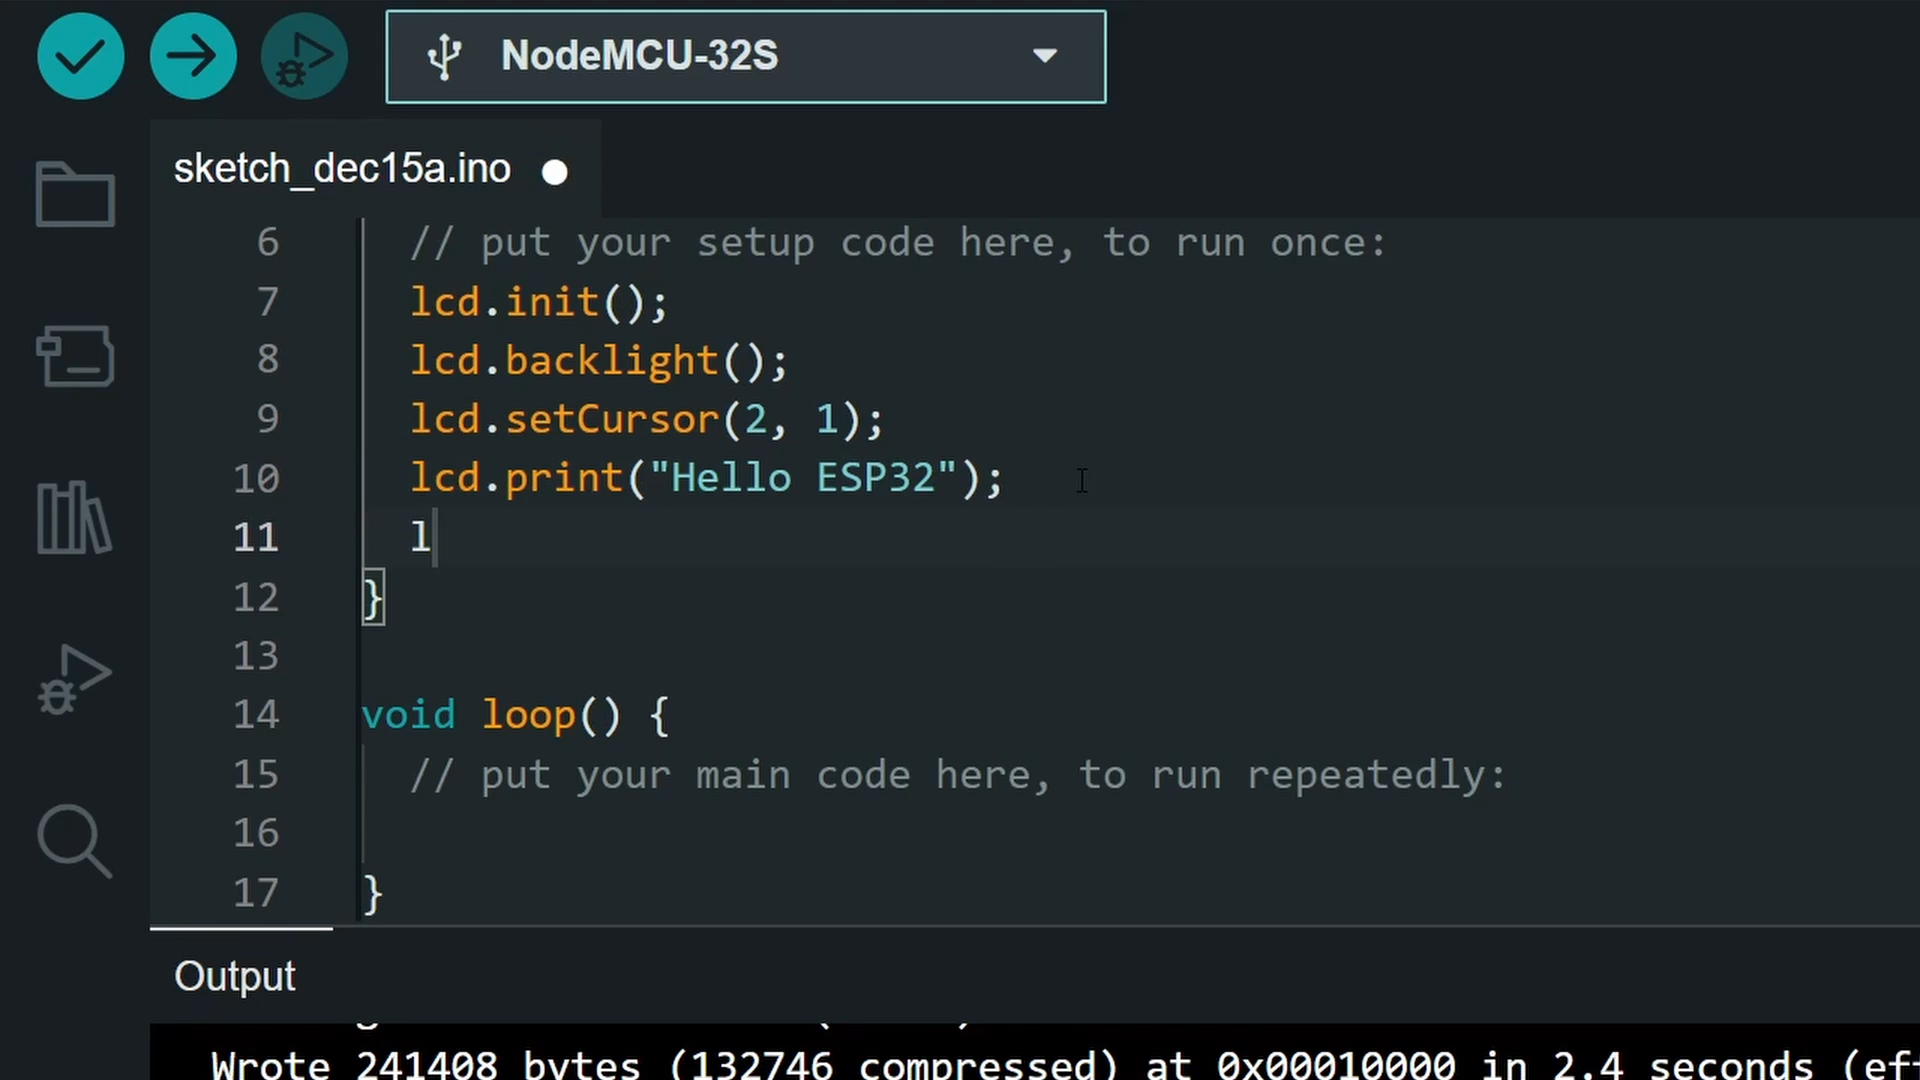 NodeMCU-32S
sketch_dec15a.ino
6 // put your setup code here, to run once:
7 lcd.init();
8 lcd.backlight();
9 lcd.setCursor(2, 1);
10 lcd.print("Hello ESP32");
11 l
12 }
13
14 void loop() {
15 // put your main code here, to run repeatedly:
16
17 }
Output
Wrote 241408 bytes (132746 compressed) at 0x00010000 in 2.4 seconds